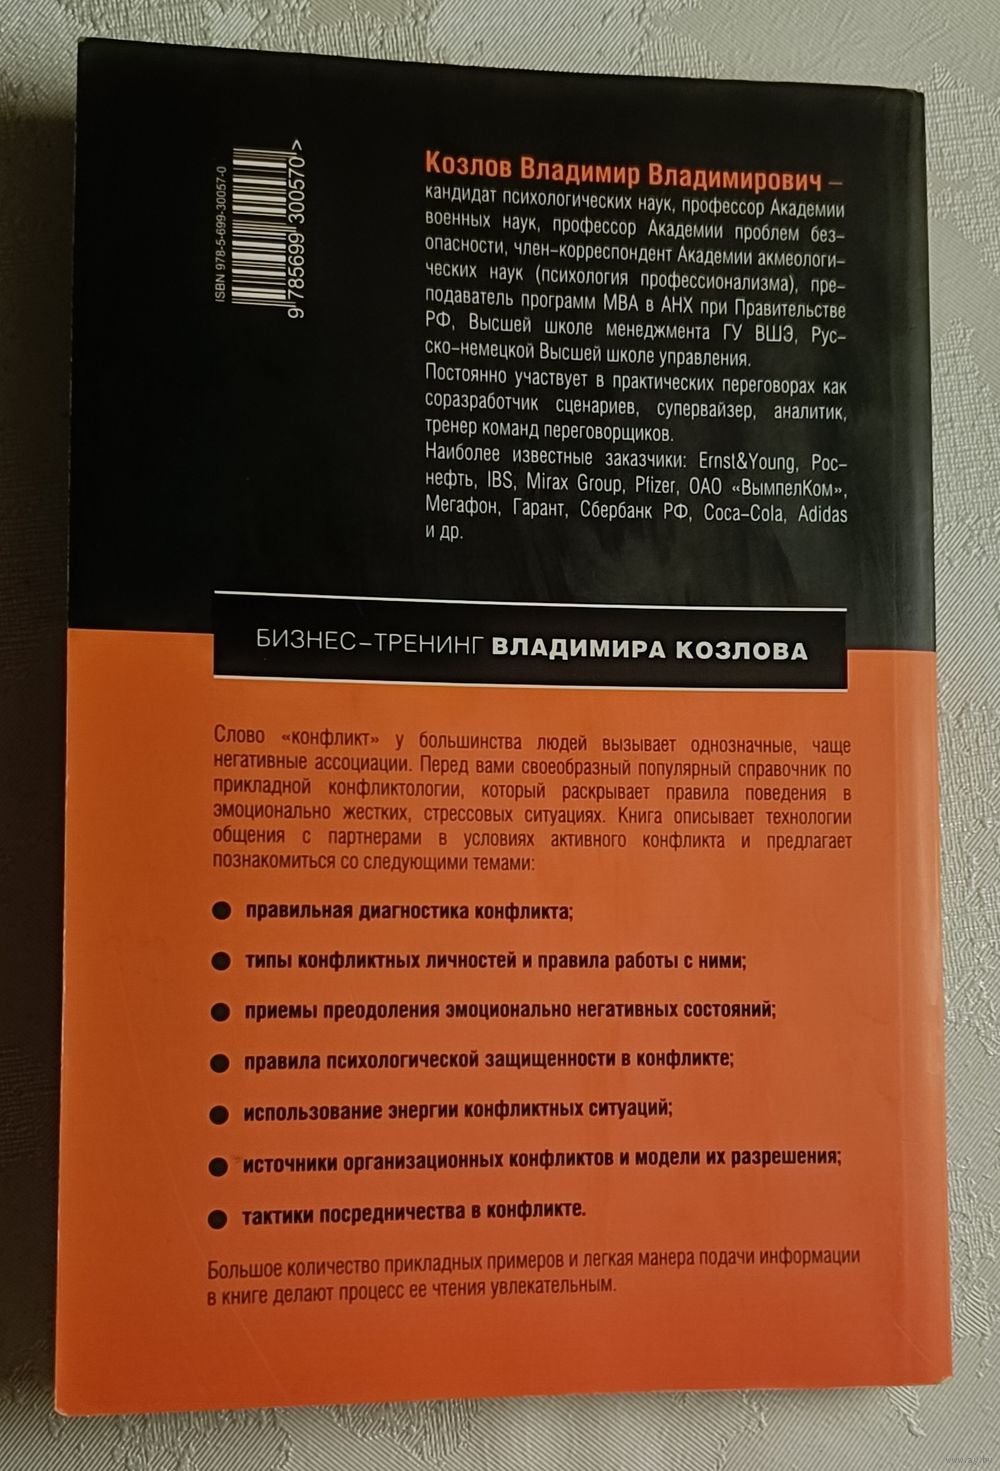 ISBN 978-5-699-30057-0
9 785699 300570 >
Козлов Владимир Владимирович –
кандидат психологических наук, профессор Академии
военных наук, профессор Академии проблем без-
опасности, член-корреспондент Академии акмеологи-
ческих наук (психология профессионализма), пре-
подаватель программ МВА в АНХ при Правительстве
РФ, Высшей школе менеджмента ГУ ВШЭ, Рус-
ско-немецкой Высшей школе управления.
Постоянно участвует в практических переговорах как
соразработчик сценариев, супервайзер, аналитик,
тренер команд переговорщиков.
Наиболее известные заказчики: Ernst&Young, Рос-
нефть, IBS, Mirax Group, Pfizer, ОАО «ВымпелКом»,
Мегафон, Гарант, Сбербанк РФ, Coca-Cola, Adidas
и др.
БИЗНЕС-ТРЕНИНГ ВЛАДИМИРА КОЗЛОВА
Слово «конфликт» у большинства людей вызывает однозначные, чаще
негативные ассоциации. Перед вами своеобразный популярный справочник по
прикладной конфликтологии, который раскрывает правила поведения в
эмоционально жестких, стрессовых ситуациях. Книга описывает технологии
общения с партнерами в условиях активного конфликта и предлагает
познакомиться со следующими темами:
● правильная диагностика конфликта;
● типы конфликтных личностей и правила работы с ними;
● приемы преодоления эмоционально негативных состояний;
● правила психологической защищенности в конфликте;
● использование энергии конфликтных ситуаций;
● источники организационных конфликтов и модели их разрешения;
● тактики посредничества в конфликте.
Большое количество прикладных примеров и легкая манера подачи информации
в книге делают процесс ее чтения увлекательным.
www.ay.by